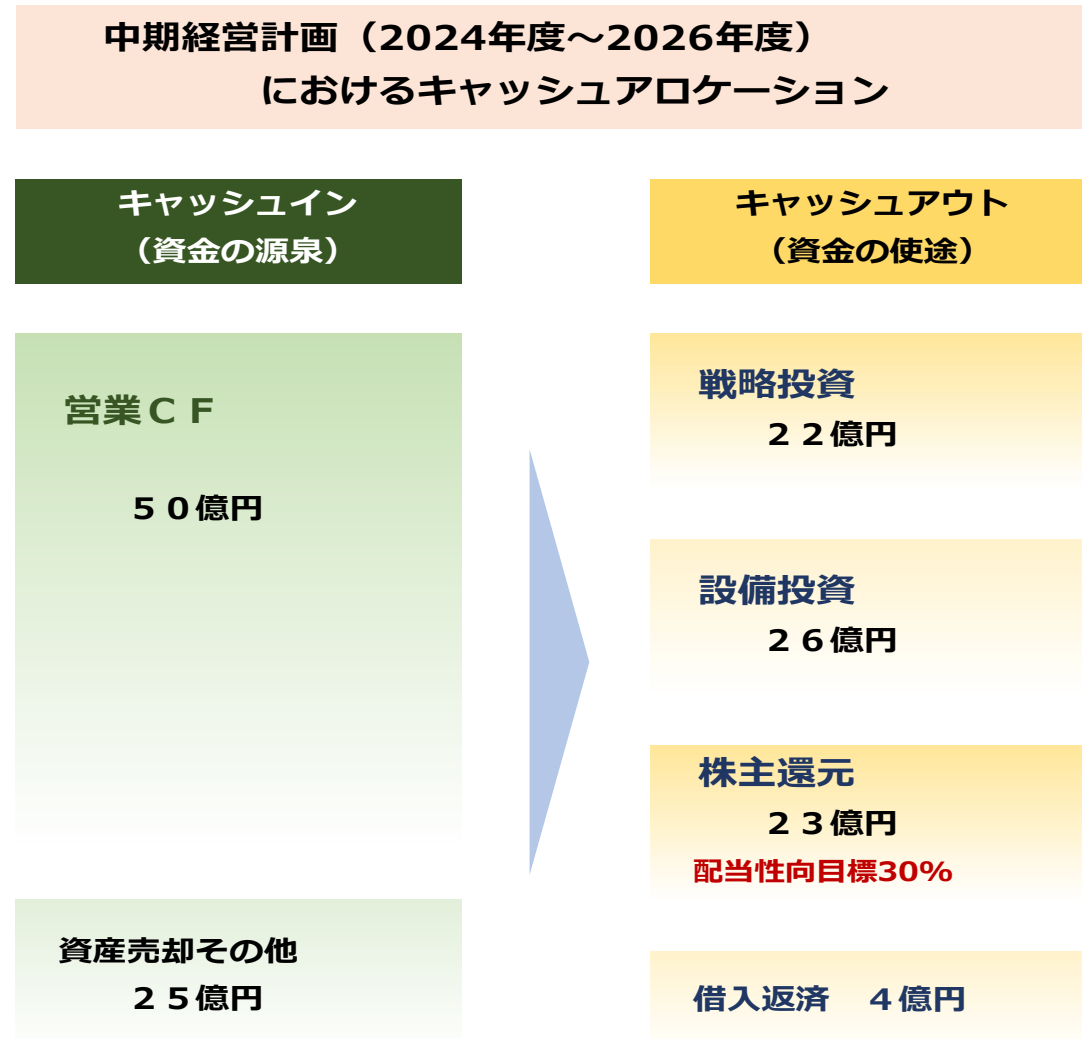 中期経営計画（2024年度～2026年度）
におけるキャッシュアロケーション
キャッシュイン
（資金の源泉）
営業ＣＦ
５０億円
資産売却その他
２５億円
キャッシュアウト
（資金の使途）
戦略投資
２２億円
設備投資
２６億円
株主還元
２３億円
配当性向目標30%
借入返済　４億円